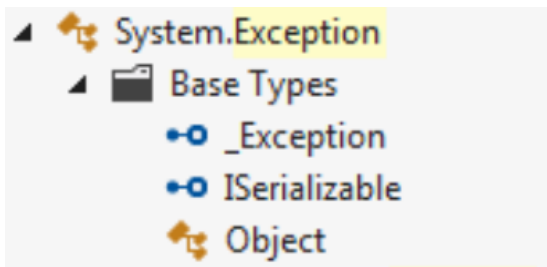 System.Exception
Base Types
_Exception
ISerializable
Object